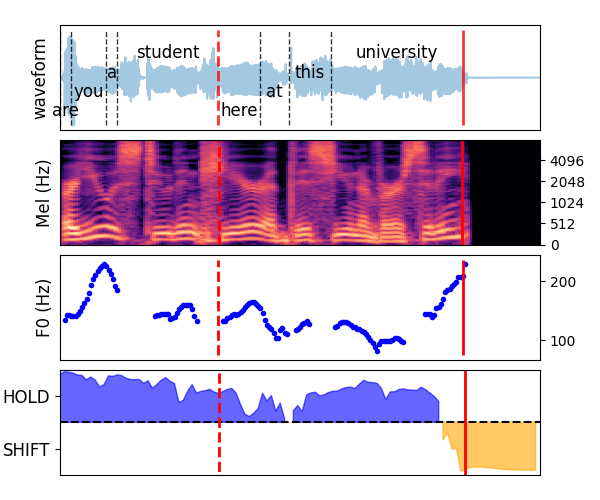 waveform
are you a student here at this university
Mel (Hz)
4096
2048
1024
512
0
F0 (Hz)
200
100
HOLD
SHIFT